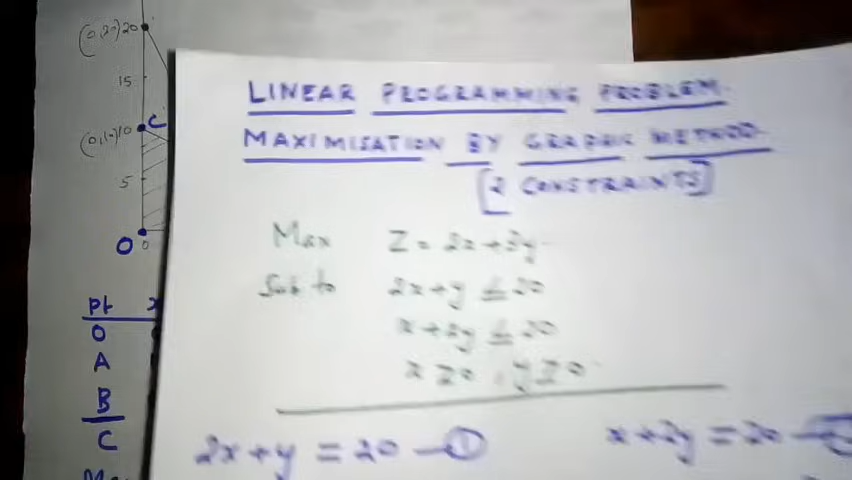 (0,20) 20
15
(0,10) 10 C
5
O 0
Pt x
O
A
B
C
LINEAR PROGRAMMING PROBLEM.
MAXIMISATION BY GRAPHIC METHOD.
[2 CONSTRAINTS]
Max Z = 2x+3y.
Sub to 2x+y ≤ 20
x+2y ≤ 20
x ≥ 0, y ≥ 0.
2x+y = 20 — ①
x+2y = 20